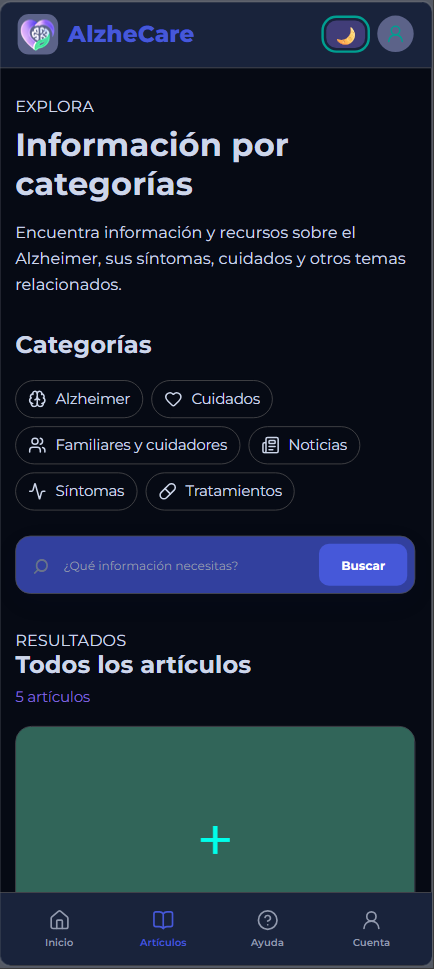 AlzheCare
EXPLORA
Información por
categorías
Encuentra información y recursos sobre el
Alzheimer, sus síntomas, cuidados y otros temas
relacionados.
Categorías
Alzheimer
Cuidados
Familiares y cuidadores
Noticias
Síntomas
Tratamientos
¿Qué información necesitas?
Buscar
RESULTADOS
Todos los artículos
5 artículos
+
Inicio
Artículos
Ayuda
Cuenta